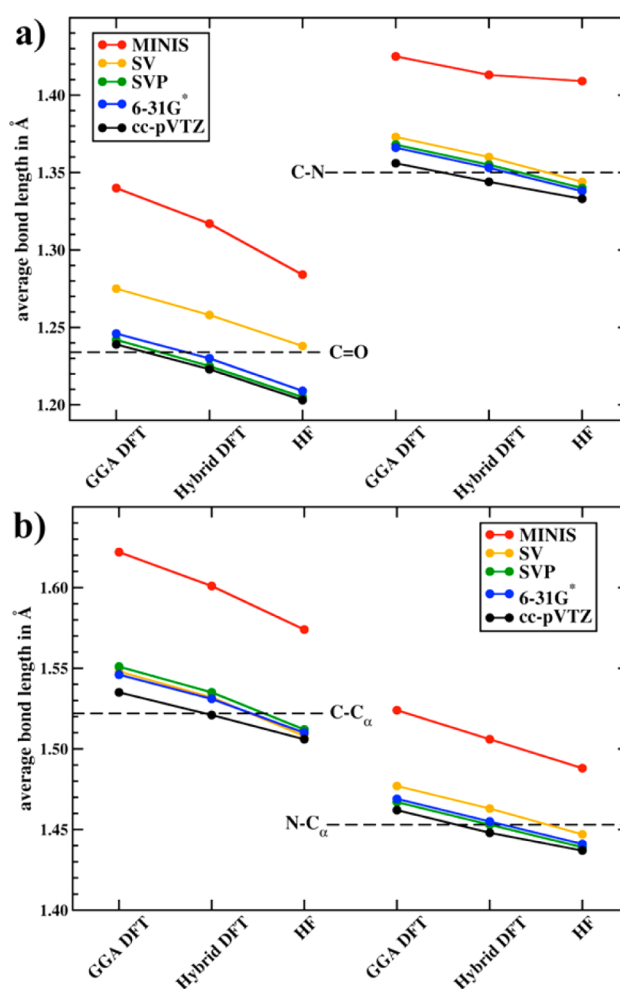 a)
MINIS
SV
SVP
6-31G*
cc-pVTZ
average bond length in Å
1.40
1.35
1.30
1.25
1.20
C-N
C=O
GGA DFT
Hybrid DFT
HF
GGA DFT
Hybrid DFT
HF
b)
MINIS
SV
SVP
6-31G*
cc-pVTZ
average bond length in Å
1.60
1.55
1.50
1.45
1.40
C-Cα
N-Cα
GGA DFT
Hybrid DFT
HF
GGA DFT
Hybrid DFT
HF